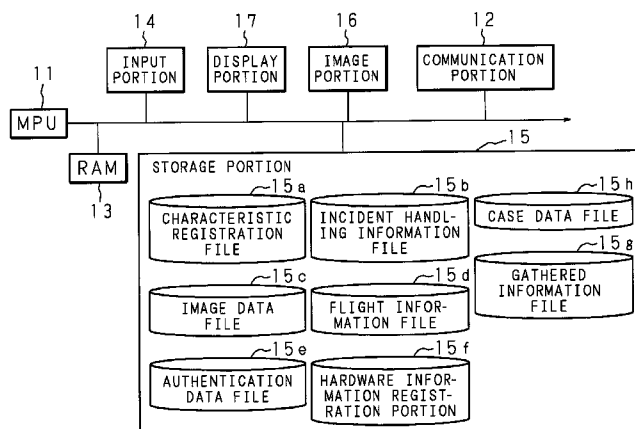 14
17
16
12
INPUT
PORTION
DISPLAY
PORTION
IMAGE
PORTION
COMMUNICATION
PORTION
11
MPU
RAM
13
15
STORAGE PORTION
15a
CHARACTERISTIC
REGISTRATION
FILE
15b
INCIDENT HANDL-
ING INFORMATION
FILE
15h
CASE DATA FILE
15g
GATHERED
INFORMATION
FILE
15c
IMAGE DATA
FILE
15d
FLIGHT INFOR-
MATION FILE
15e
AUTHENTICATION
DATA FILE
15f
HARDWARE INFOR-
MATION REGIST-
RATION PORTION